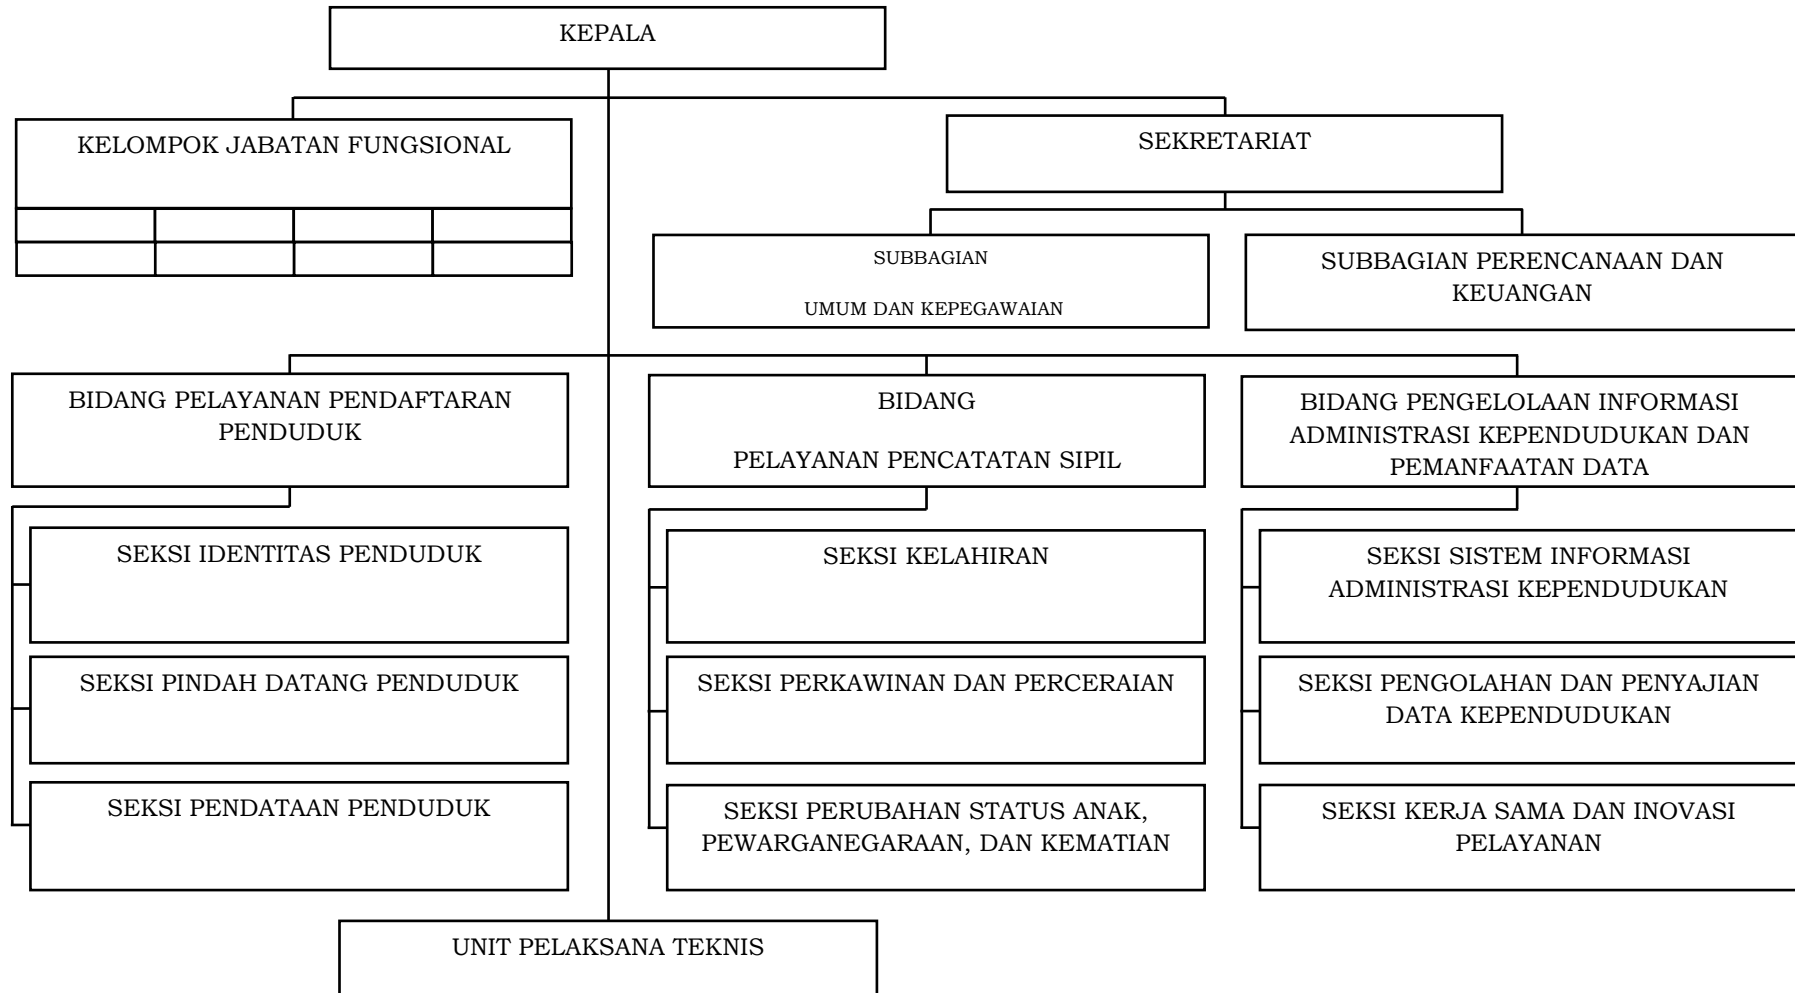 KEPALA
KELOMPOK JABATAN FUNGSIONAL
SEKRETARIAT
SUBBAGIAN
UMUM DAN KEPEGAWAIAN
SUBBAGIAN PERENCANAAN DAN
KEUANGAN
BIDANG PELAYANAN PENDAFTARAN
PENDUDUK
BIDANG
PELAYANAN PENCATATAN SIPIL
BIDANG PENGELOLAAN INFORMASI
ADMINISTRASI KEPENDUDUKAN DAN
PEMANFAATAN DATA
SEKSI IDENTITAS PENDUDUK
SEKSI KELAHIRAN
SEKSI SISTEM INFORMASI
ADMINISTRASI KEPENDUDUKAN
SEKSI PINDAH DATANG PENDUDUK
SEKSI PERKAWINAN DAN PERCERAIAN
SEKSI PENGOLAHAN DAN PENYAJIAN
DATA KEPENDUDUKAN
SEKSI PENDATAAN PENDUDUK
SEKSI PERUBAHAN STATUS ANAK,
PEWARGANEGARAAN, DAN KEMATIAN
SEKSI KERJA SAMA DAN INOVASI
PELAYANAN
UNIT PELAKSANA TEKNIS